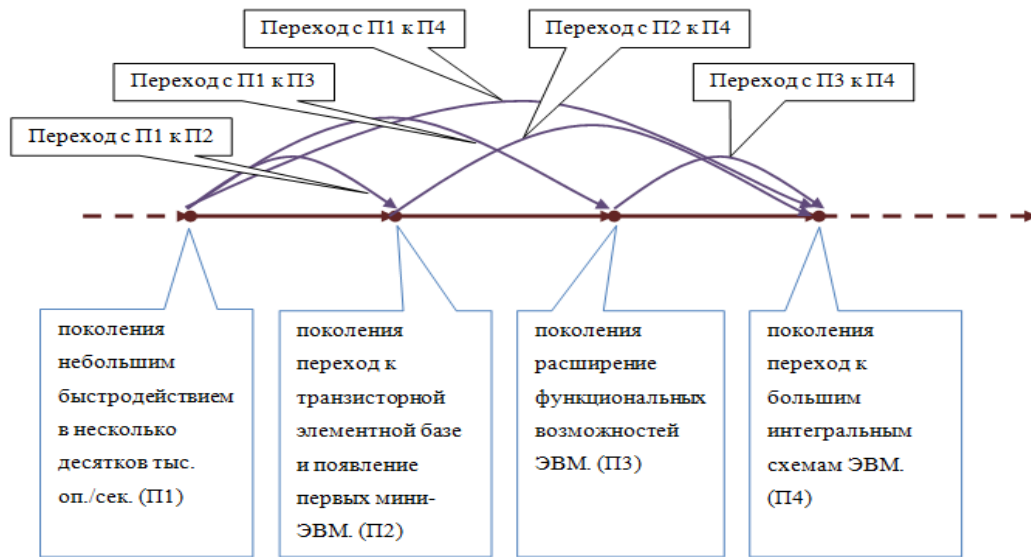 Переход с П1 к П4
Переход с П2 к П4
Переход с П1 к П3
Переход с П3 к П4
Переход с П1 к П2
поколения
небольшим
быстродействием
в несколько
десятков тыс.
оп./сек. (П1)
поколения
переход к
транзисторной
элементной базе
и появление
первых мини-
ЭВМ. (П2)
поколения
расширение
функциональных
возможностей
ЭВМ. (П3)
поколения
переход к
большим
интегральным
схемам ЭВМ.
(П4)